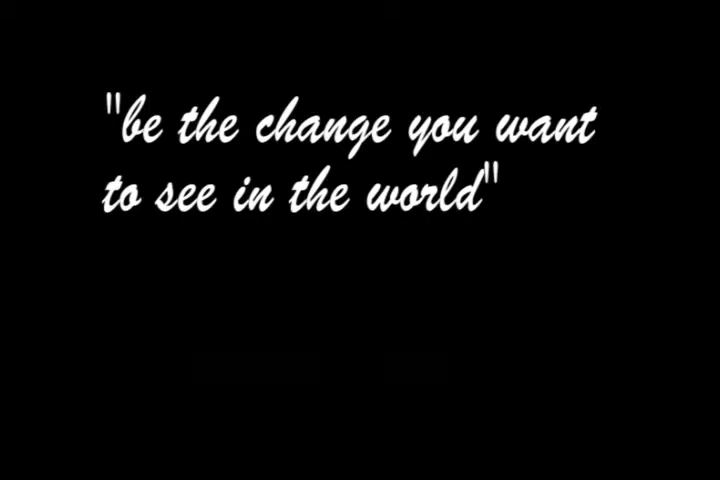 "be the change you want
to see in the world"